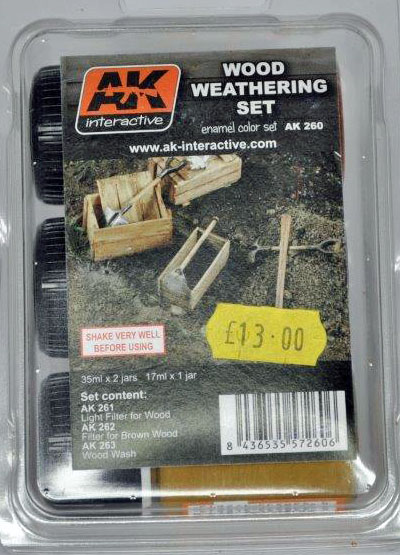 AK
interactive
WOOD
WEATHERING
SET
enamel color set AK 260
www.ak-interactive.com
£13.00
SHAKE VERY WELL
BEFORE USING
35ml x 2 jars 17ml x 1 jar
Set content:
AK 261
Light Filter for Wood
AK 262
Filter for Brown Wood
AK 263
Wood Wash
8 436535 572606